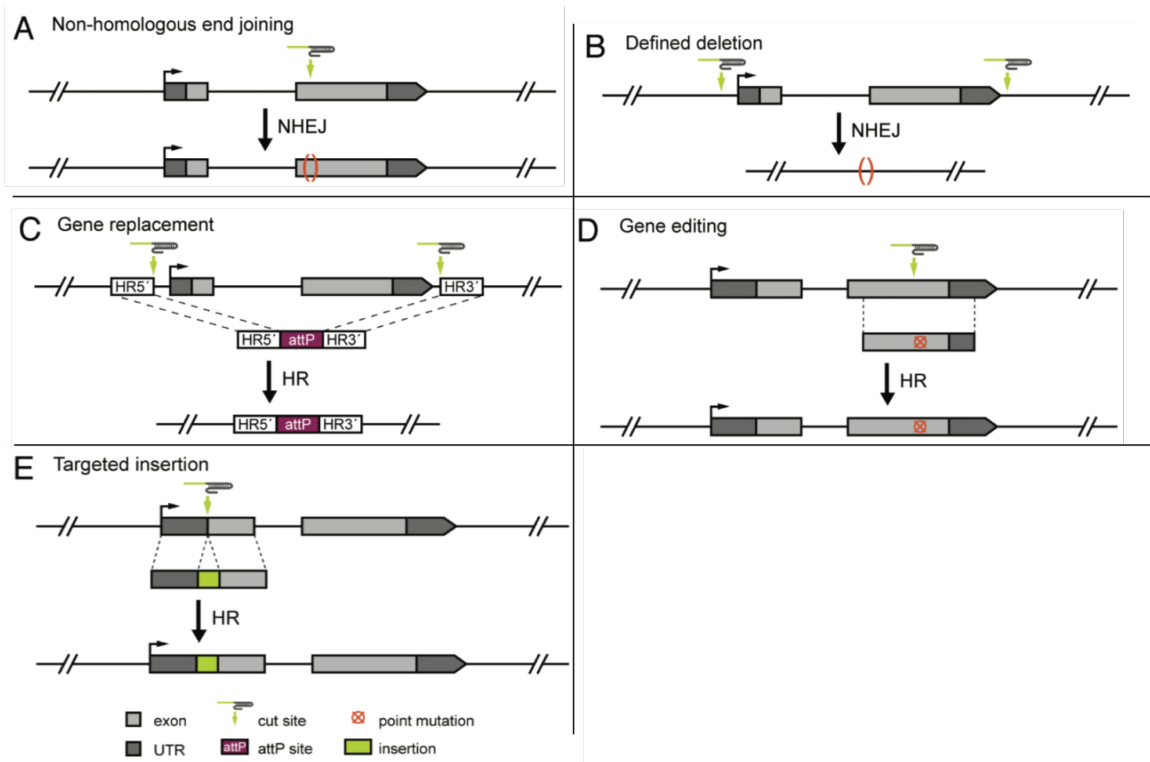 A Non-homologous end joining
NHEJ
B Defined deletion
NHEJ
C Gene replacement
HR5´ HR3´
HR5´ attP HR3´
HR
HR5´ attP HR3´
D Gene editing
HR
E Targeted insertion
HR
exon cut site point mutation
UTR attP attP site insertion